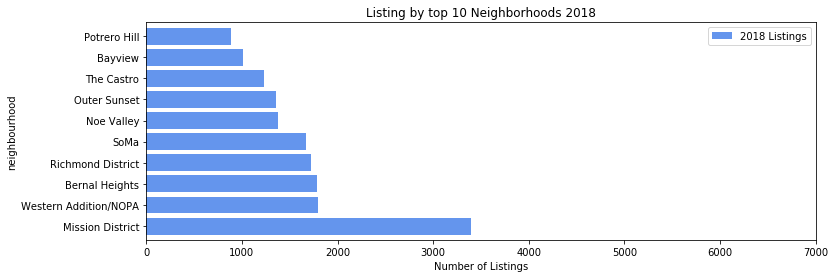 Listing by top 10 Neighborhoods 2018
2018 Listings
neighbourhood
Potrero Hill
Bayview
The Castro
Outer Sunset
Noe Valley
SoMa
Richmond District
Bernal Heights
Western Addition/NOPA
Mission District
0 1000 2000 3000 4000 5000 6000 7000
Number of Listings